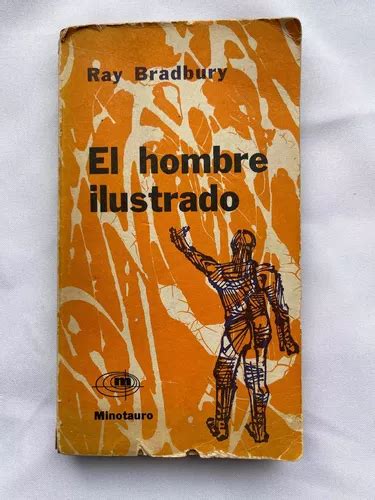 Ray Bradbury
El hombre
ilustrado
m
Minotauro